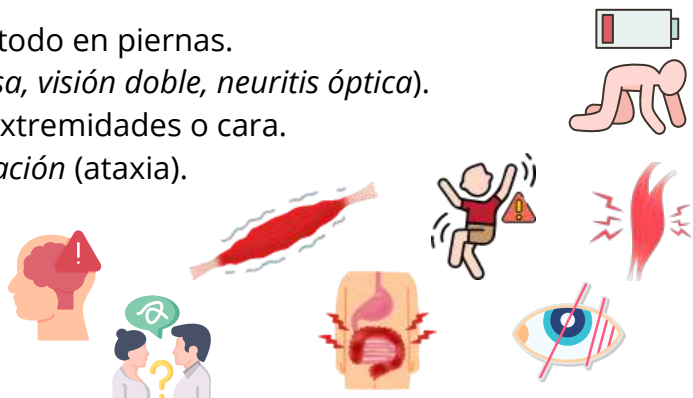 todo en piernas.
sa, visión doble, neuritis óptica).
xtremidades o cara.
ación (ataxia).